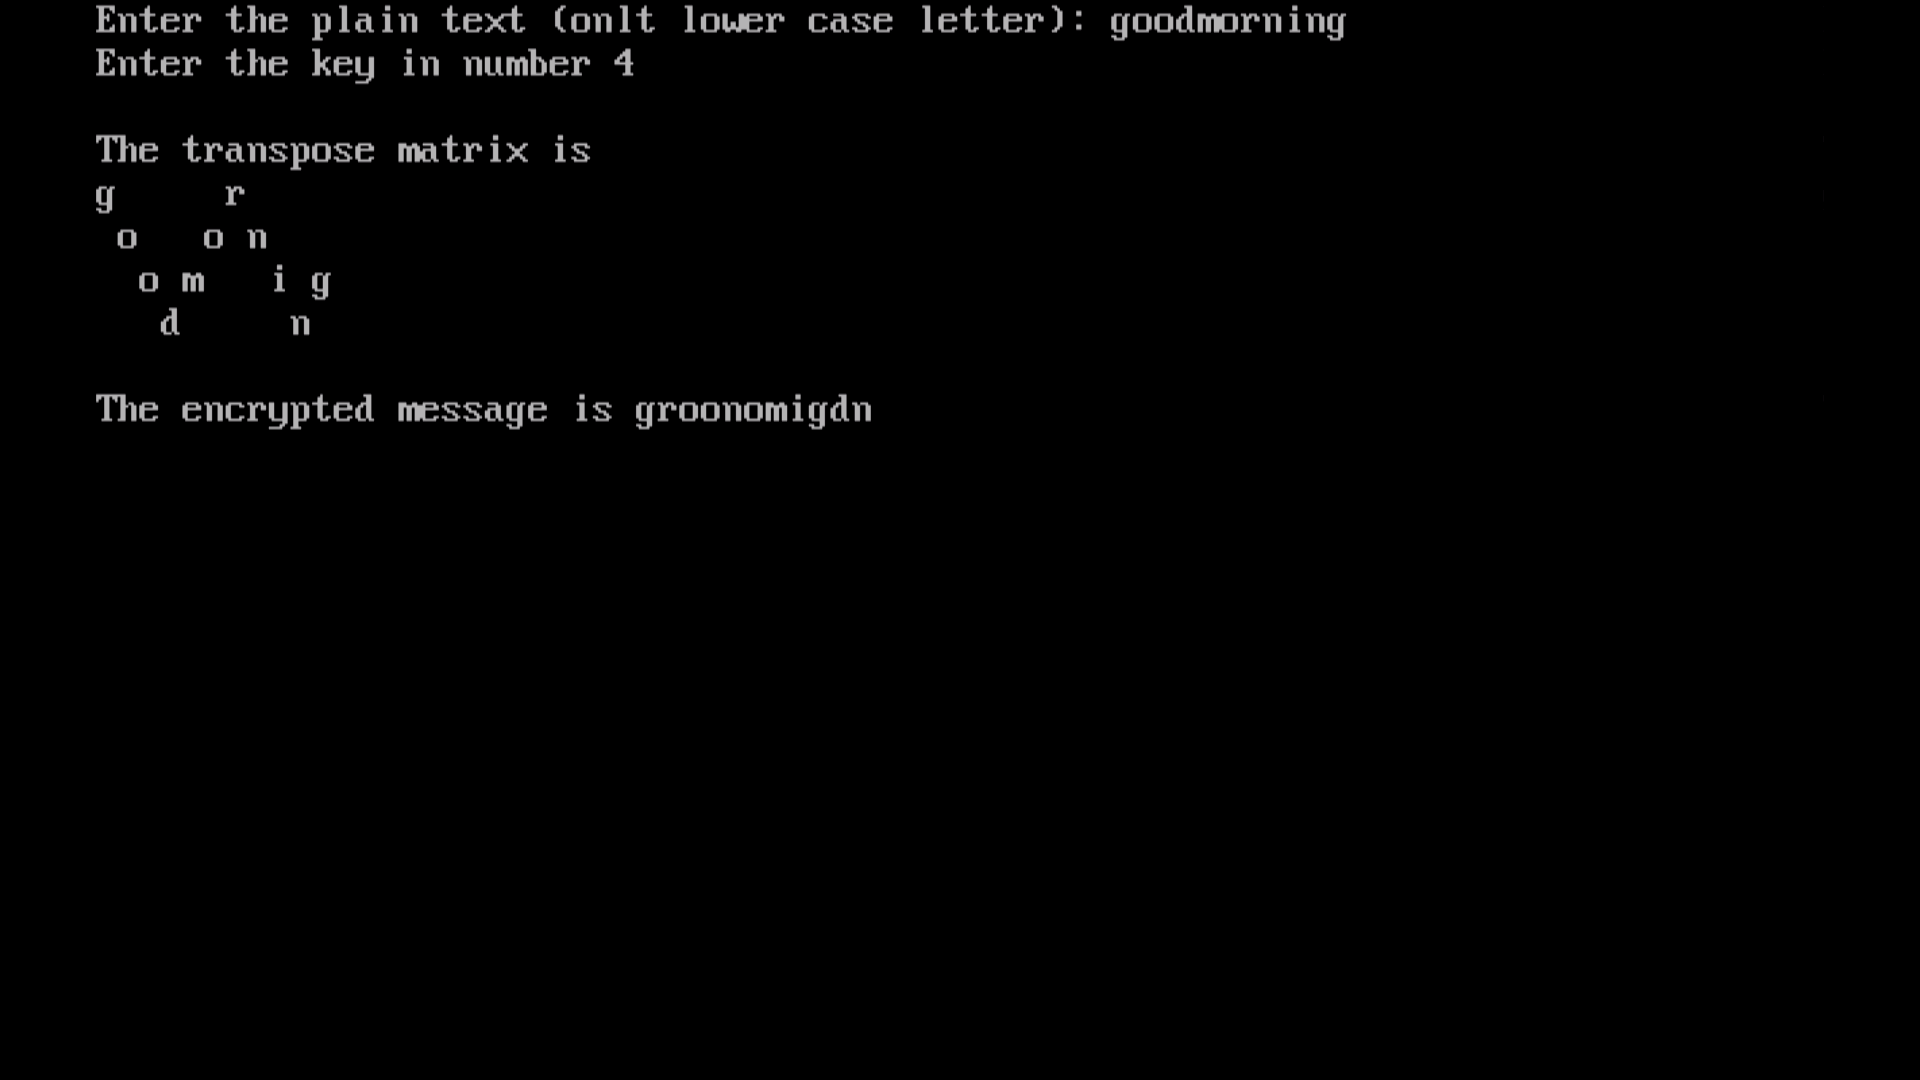 Enter the plain text (onlt lower case letter): goodmorning
Enter the key in number 4
The transpose matrix is
g     r
 o   o n
  o m   i g
   d     n
The encrypted message is groonomigdn